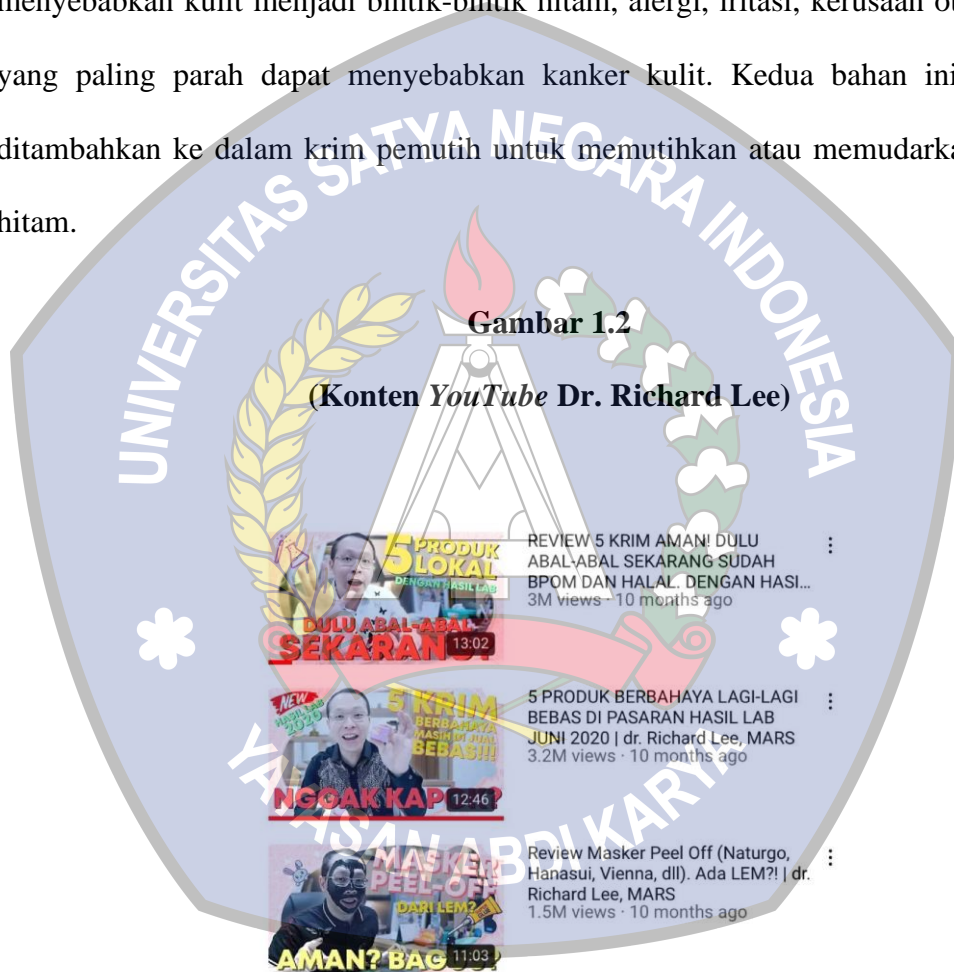 menyebabkan kulit menjadi bintik-bintik hitam, alergi, iritasi, kerusaan
yang paling parah dapat menyebabkan kanker kulit. Kedua bahan ini
ditambahkan ke dalam krim pemutih untuk memutihkan atau
hitam.
UNIVERSITAS SATYA NEGARA INDONESIA
Gambar 1.2
(Konten YouTube Dr. Richard Lee)
5 PRODUK
LOKAL
DENGAN HASIL LAB
DULU ABAL-ABAL
13:02
REVIEW 5 KRIM AMAN! DULU
ABAL-ABAL SEKARANG SUDAH
BPOM DAN HALAL. DENGAN HASI...
3M views · 10 months ago
NEW
HASIL LAB
2020
5 KRIM
BERBAHAYA
MASIH DI JUAL
BEBAS!!!
NGGAK
12:46
5 PRODUK BERBAHAYA LAGI-LAGI
BEBAS DI PASARAN HASIL LAB
JUNI 2020 | dr. Richard Lee, MARS
3.2M views · 10 months ago
MASKER
PEEL-OFF
DARI LEM?
AMAN?
11:03
Review Masker Peel Off (Naturgo,
Hanasui, Vienna, dll). Ada LEM?! | dr.
Richard Lee, MARS
1.5M views · 10 months ago
YAYASAN ABDI KARYA